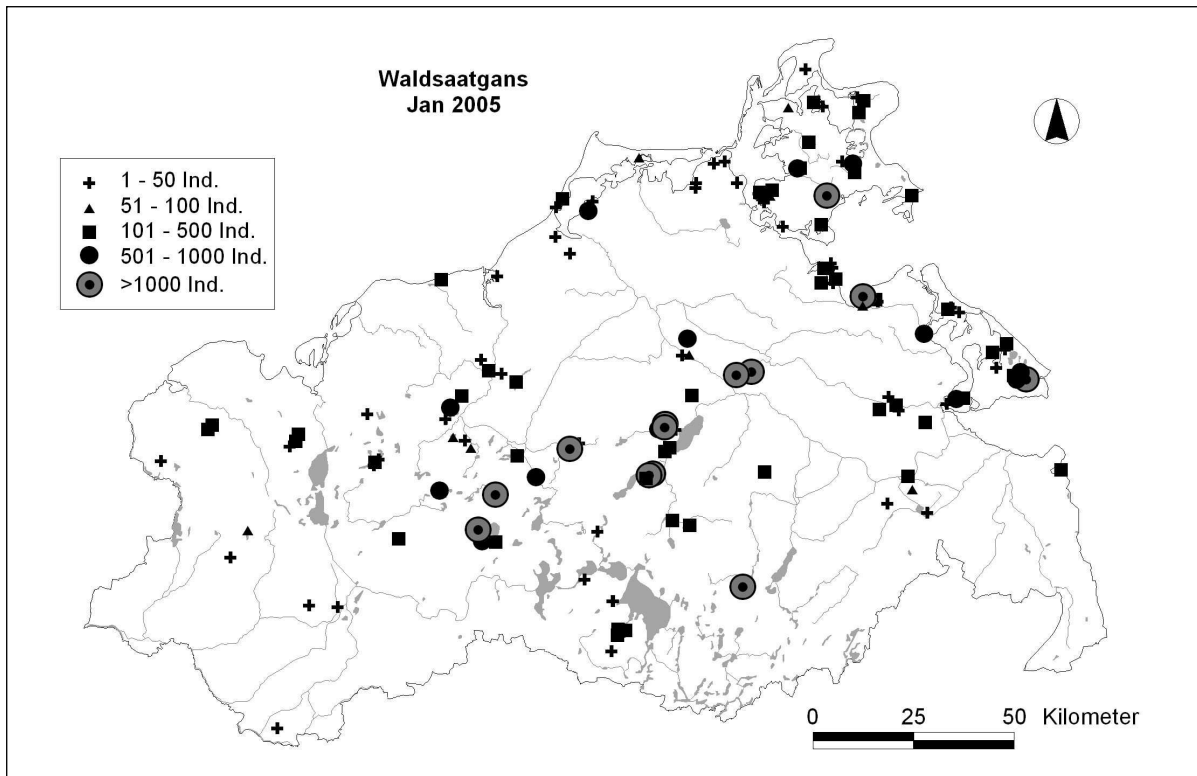 Waldsaatgans
Jan 2005
1 - 50 Ind.
51 - 100 Ind.
101 - 500 Ind.
501 - 1000 Ind.
>1000 Ind.
0 25 50 Kilometer